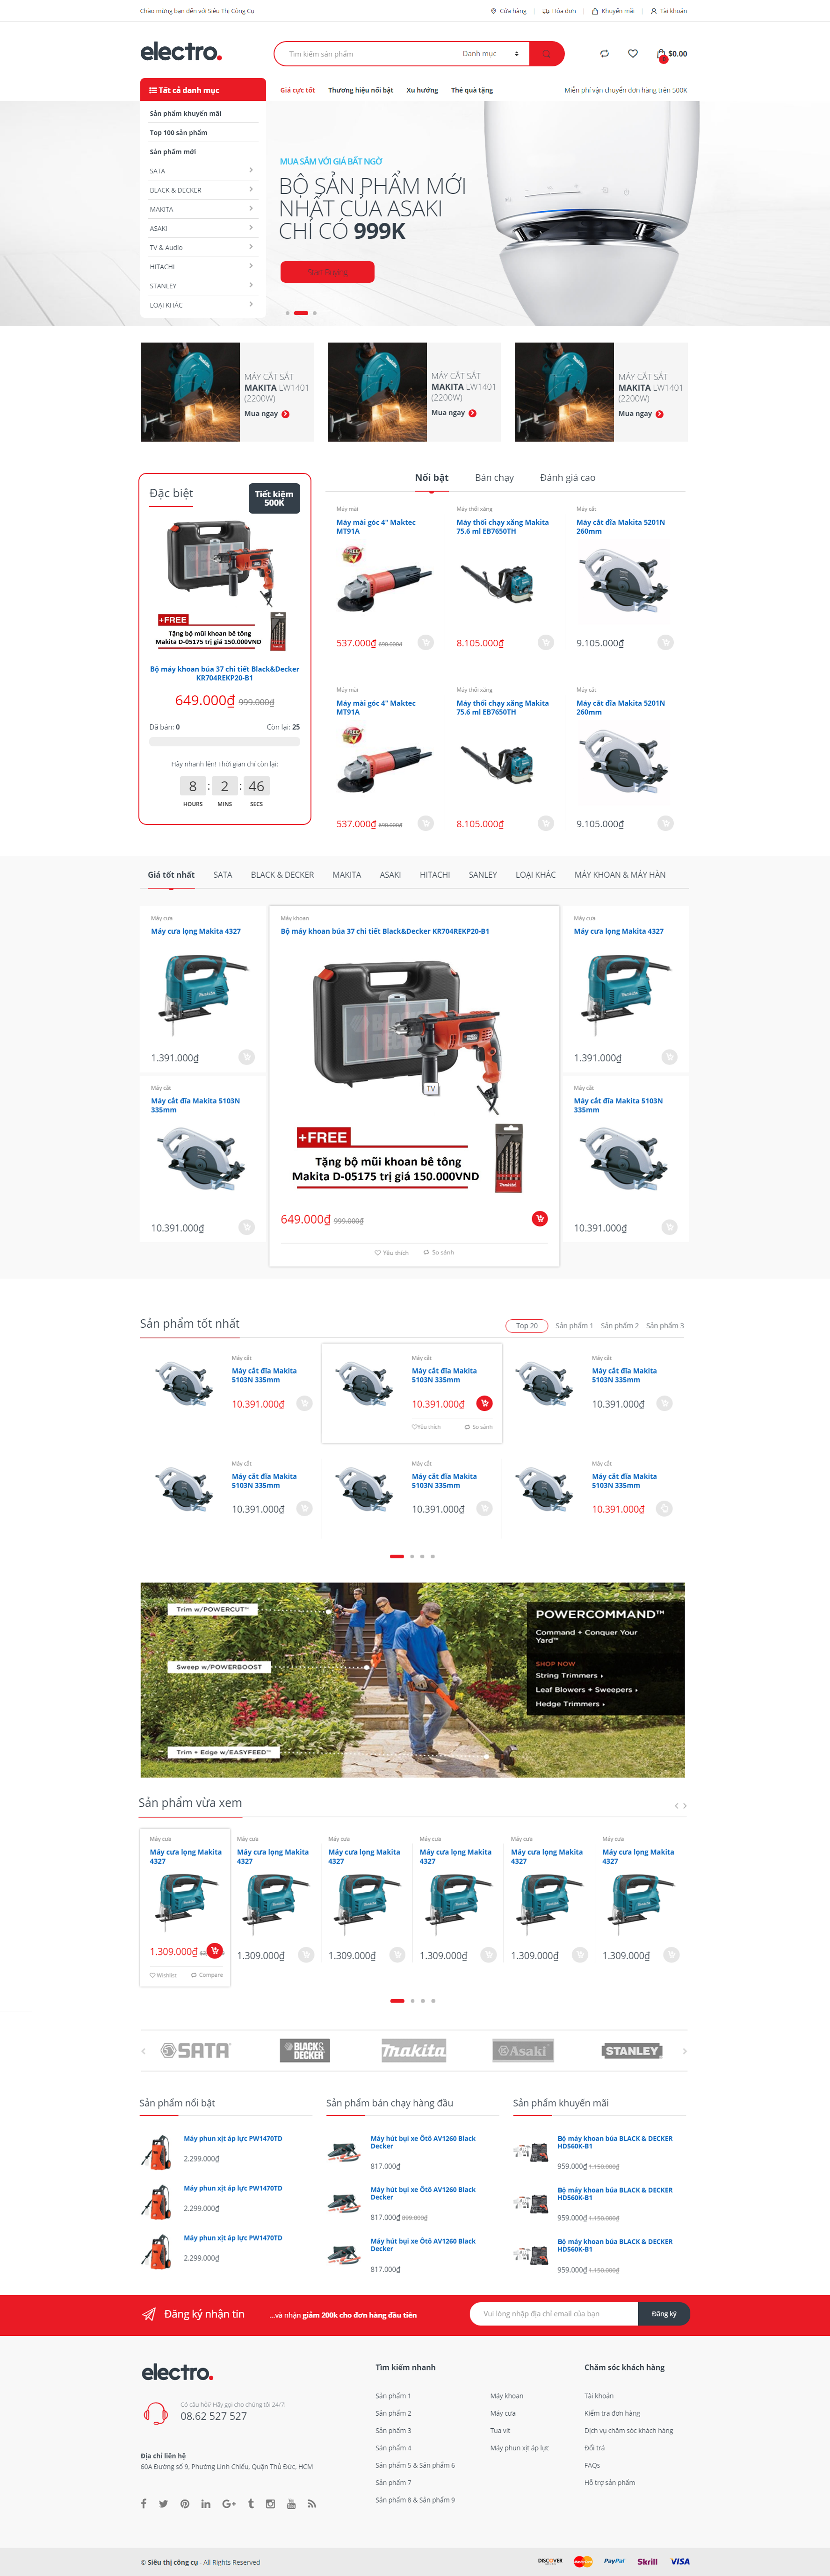 Chào mừng bạn đến với Siêu Thị Công Cụ
Cửa hàng
Hóa đơn
Khuyến mãi
Tài khoản
electro.
Tìm kiếm sản phẩm
Danh mục
$0.00
Tất cả danh mục
Giá cực tốt
Thương hiệu nổi bật
Xu hướng
Thẻ quà tặng
Miễn phí vận chuyển đơn hàng trên 500K
Sản phẩm khuyến mãi
Top 100 sản phẩm
Sản phẩm mới
SATA
BLACK & DECKER
MAKITA
ASAKI
TV & Audio
HITACHI
STANLEY
LOẠI KHÁC
MUA SẮM VỚI GIÁ BẤT NGỜ
BỘ SẢN PHẨM MỚI
NHẤT CỦA ASAKI
CHỈ CÓ 999K
Start Buying
MÁY CẮT SẮT
MAKITA LW1401
(2200W)
Mua ngay
MÁY CẮT SẮT
MAKITA LW1401
(2200W)
Mua ngay
MÁY CẮT SẮT
MAKITA LW1401
(2200W)
Mua ngay
Đặc biệt
Tiết kiệm
500K
+FREE
Tặng bộ mũi khoan bê tông
Makita D-05175 trị giá 150.000VND
Bộ máy khoan búa 37 chi tiết Black&Decker
KR704REKP20-B1
649.000₫ 999.000₫
Đã bán: 0
Còn lại: 25
Hãy nhanh lên! Thời gian chỉ còn lại:
8 : 2 : 46
HOURS MINS SECS
Nổi bật
Bán chạy
Đánh giá cao
Máy mài
Máy mài góc 4" Maktec
MT91A
FREE
537.000₫ 690.000₫
Máy thổi xăng
Máy thổi chạy xăng Makita
75.6 ml EB7650TH
8.105.000₫
Máy cắt
Máy cắt đĩa Makita 5201N
260mm
9.105.000₫
Máy mài
Máy mài góc 4" Maktec
MT91A
FREE
537.000₫ 690.000₫
Máy thổi xăng
Máy thổi chạy xăng Makita
75.6 ml EB7650TH
8.105.000₫
Máy cắt
Máy cắt đĩa Makita 5201N
260mm
9.105.000₫
Giá tốt nhất
SATA
BLACK & DECKER
MAKITA
ASAKI
HITACHI
SANLEY
LOẠI KHÁC
MÁY KHOAN & MÁY HÀN
Máy cưa
Máy cưa lọng Makita 4327
1.391.000₫
Máy cắt
Máy cắt đĩa Makita 5103N
335mm
10.391.000₫
Máy khoan
Bộ máy khoan búa 37 chi tiết Black&Decker KR704REKP20-B1
TV
+FREE
Tặng bộ mũi khoan bê tông
Makita D-05175 trị giá 150.000VND
649.000₫ 999.000₫
Yêu thích
So sánh
Máy cưa
Máy cưa lọng Makita 4327
1.391.000₫
Máy cắt
Máy cắt đĩa Makita 5103N
335mm
10.391.000₫
Sản phẩm tốt nhất
Top 20
Sản phẩm 1
Sản phẩm 2
Sản phẩm 3
Máy cắt
Máy cắt đĩa Makita
5103N 335mm
10.391.000₫
Máy cắt
Máy cắt đĩa Makita
5103N 335mm
10.391.000₫
Yêu thích
So sánh
Máy cắt
Máy cắt đĩa Makita
5103N 335mm
10.391.000₫
Máy cắt
Máy cắt đĩa Makita
5103N 335mm
10.391.000₫
Máy cắt
Máy cắt đĩa Makita
5103N 335mm
10.391.000₫
Máy cắt
Máy cắt đĩa Makita
5103N 335mm
10.391.000₫
Trim w/POWERCUT™
Sweep w/POWERBOOST
Trim + Edge w/EASYFEED™
POWERCOMMAND™
Command + Conquer Your
Yard™
SHOP NOW
String Trimmers
Leaf Blowers + Sweepers
Hedge Trimmers
Sản phẩm vừa xem
Máy cưa
Máy cưa lọng Makita
4327
1.309.000₫
Wishlist
Compare
Máy cưa
Máy cưa lọng Makita
4327
1.309.000₫
Máy cưa
Máy cưa lọng Makita
4327
1.309.000₫
Máy cưa
Máy cưa lọng Makita
4327
1.309.000₫
Máy cưa
Máy cưa lọng Makita
4327
1.309.000₫
Máy cưa
Máy cưa lọng Makita
4327
1.309.000₫
SATA
BLACK&
DECKER
Makita
Asaki
STANLEY
Sản phẩm nổi bật
Máy phun xịt áp lực PW1470TD
2.299.000₫
Máy phun xịt áp lực PW1470TD
2.299.000₫
Máy phun xịt áp lực PW1470TD
2.299.000₫
Sản phẩm bán chạy hàng đầu
Máy hút bụi xe Ôtô AV1260 Black
Decker
817.000₫
Máy hút bụi xe Ôtô AV1260 Black
Decker
817.000₫ 899.000₫
Máy hút bụi xe Ôtô AV1260 Black
Decker
817.000₫
Sản phẩm khuyến mãi
Bộ máy khoan búa BLACK & DECKER
HD560K-B1
959.000₫ 1.150.000₫
Bộ máy khoan búa BLACK & DECKER
HD560K-B1
959.000₫ 1.150.000₫
Bộ máy khoan búa BLACK & DECKER
HD560K-B1
959.000₫ 1.150.000₫
Đăng ký nhận tin
...và nhận giảm 200k cho đơn hàng đầu tiên
Vui lòng nhập địa chỉ email của bạn
Đăng ký
electro.
Có câu hỏi! Hãy gọi cho chúng tôi 24/7!
08.62 527 527
Địa chỉ liên hệ
60A Đường số 9, Phường Linh Chiểu, Quận Thủ Đức, HCM
Tìm kiếm nhanh
Sản phẩm 1
Sản phẩm 2
Sản phẩm 3
Sản phẩm 4
Sản phẩm 5 & Sản phẩm 6
Sản phẩm 7
Sản phẩm 8 & Sản phẩm 9
Máy khoan
Máy cưa
Tua vít
Máy phun xịt áp lực
Chăm sóc khách hàng
Tài khoản
Kiểm tra đơn hàng
Dịch vụ chăm sóc khách hàng
Đổi trả
FAQs
Hỗ trợ sản phẩm
© Siêu thị công cụ - All Rights Reserved
DISCOVER
MasterCard
PayPal
Skrill
VISA